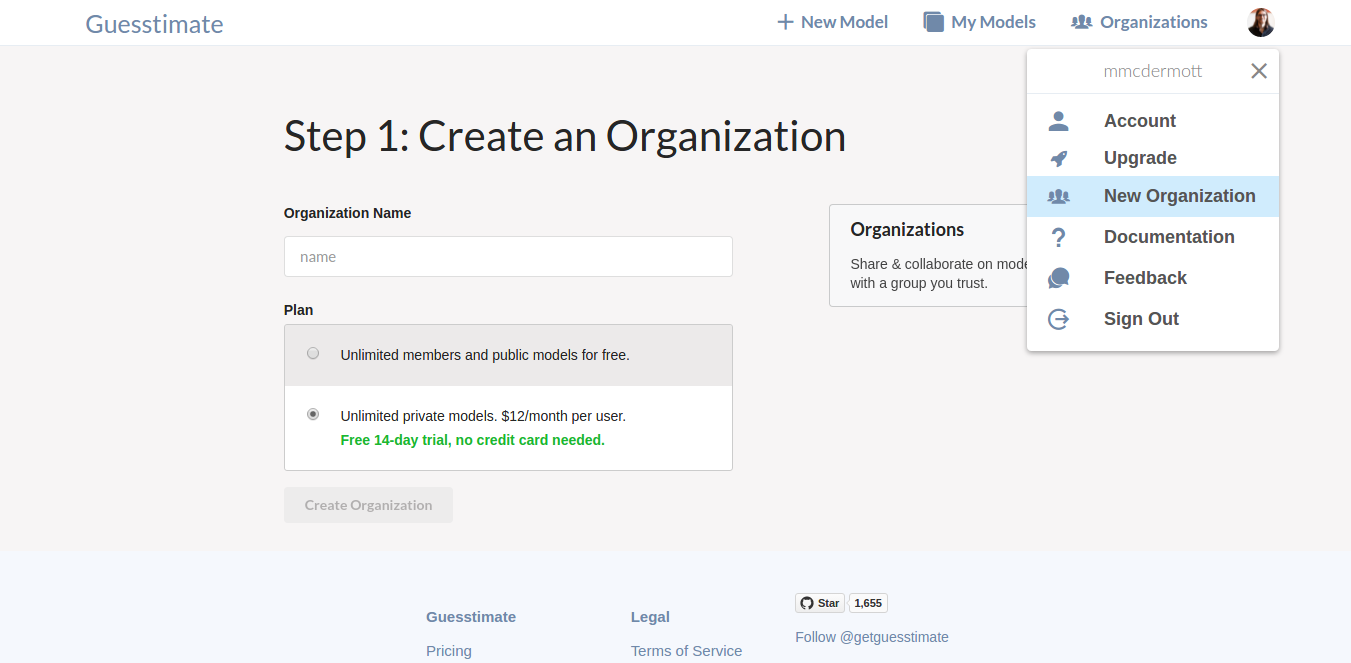 Guesstimate
New Model
My Models
Organizations
mmcdermott
Account
Upgrade
New Organization
Documentation
Feedback
Sign Out
Step 1: Create an Organization
Organization Name
name
Plan
Unlimited members and public models for free.
Unlimited private models. $12/month per user.
Free 14-day trial, no credit card needed.
Create Organization
Organizations
Share & collaborate on mode
with a group you trust.
Guesstimate
Pricing
Legal
Terms of Service
Star 1,655
Follow @getguesstimate